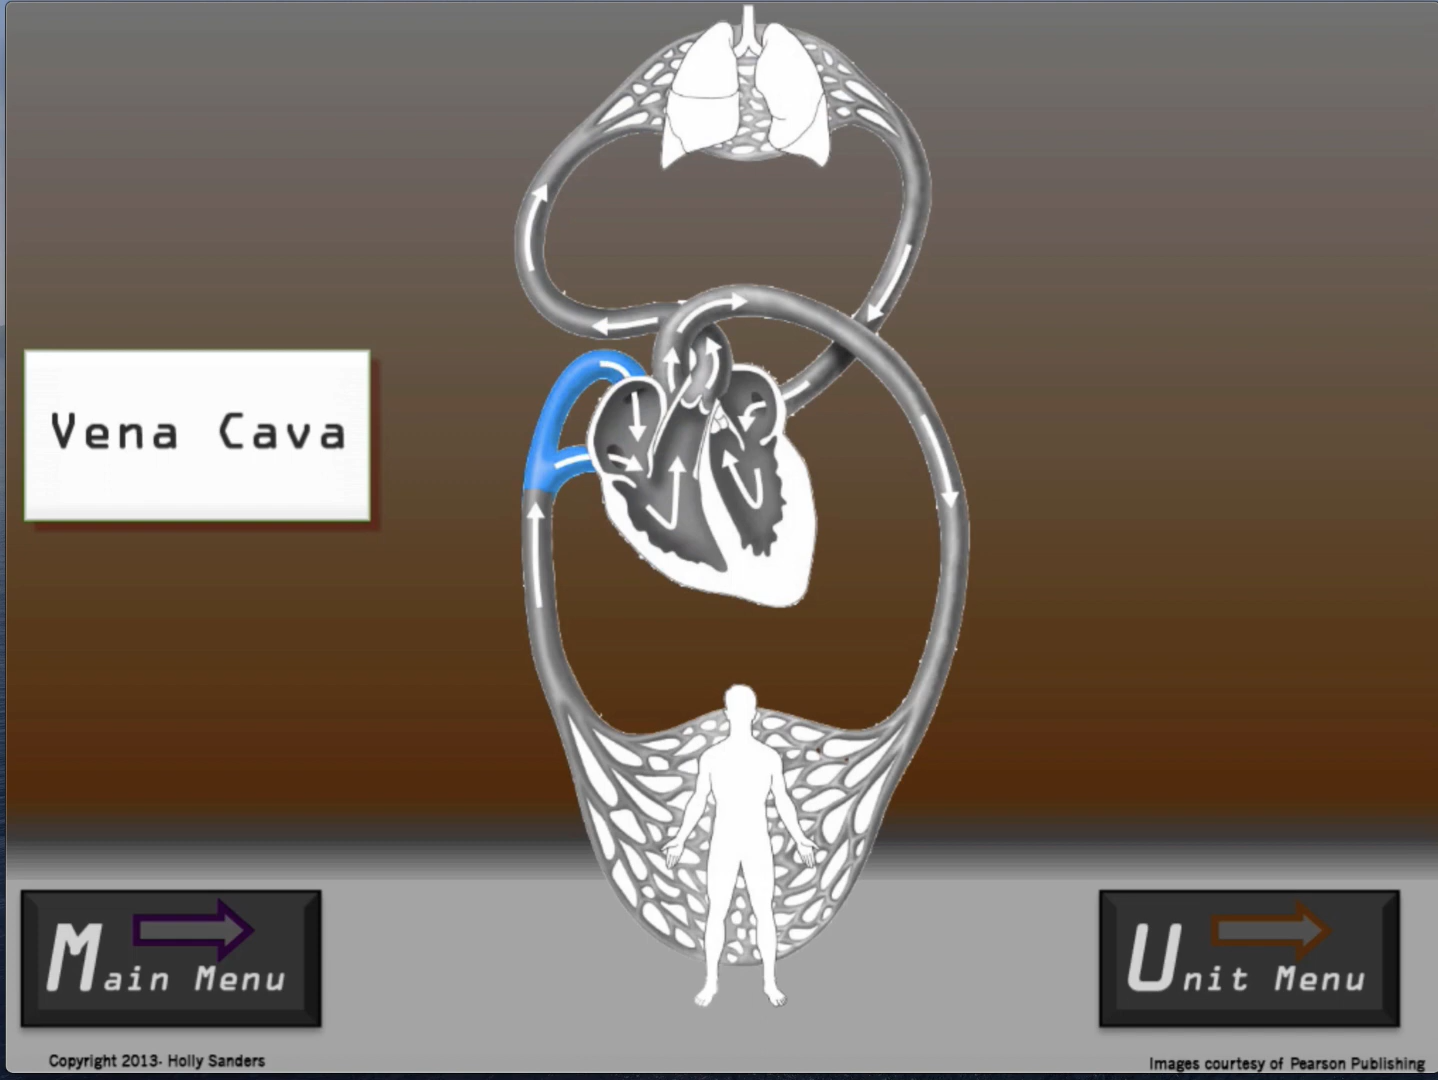 Vena Cava
Main Menu
Unit Menu
Copyright 2013- Holly Sanders
Images courtesy of Pearson Publishing